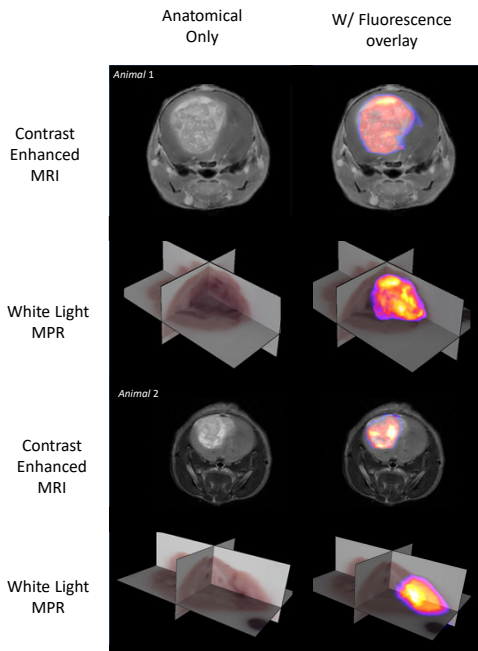 Anatomical
Only
W/ Fluorescence
overlay
Animal 1
Contrast
Enhanced
MRI
White Light
MPR
Animal 2
Contrast
Enhanced
MRI
White Light
MPR